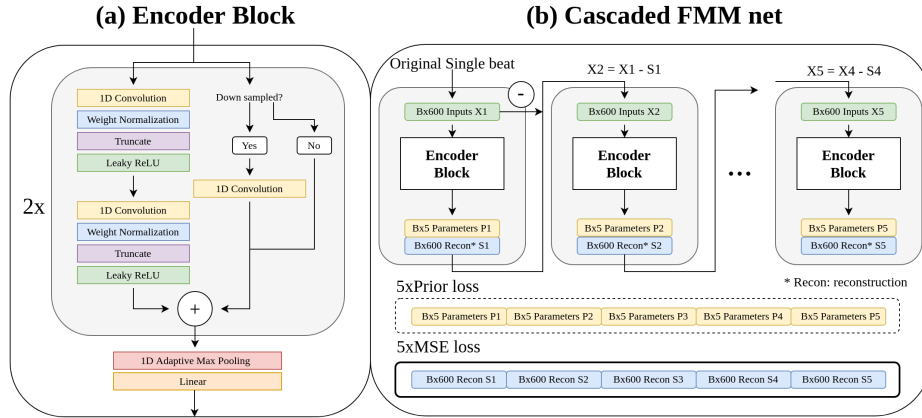 (a) Encoder Block
1D Convolution
Weight Normalization
Truncate
Leaky ReLU
1D Convolution
Weight Normalization
Truncate
Leaky ReLU
Down sampled?
Yes
No
1D Convolution
2x
+
1D Adaptive Max Pooling
Linear
(b) Cascaded FMM net
Original Single beat
-
X2 = X1 - S1
X5 = X4 - S4
Bx600 Inputs X1
Encoder
Block
Bx5 Parameters P1
Bx600 Recon* S1
Bx600 Inputs X2
Encoder
Block
Bx5 Parameters P2
Bx600 Recon* S2
...
Bx600 Inputs X5
Encoder
Block
Bx5 Parameters P5
Bx600 Recon* S5
* Recon: reconstruction
5xPrior loss
Bx5 Parameters P1 Bx5 Parameters P2 Bx5 Parameters P3 Bx5 Parameters P4 Bx5 Parameters P5
5xMSE loss
Bx600 Recon S1 Bx600 Recon S2 Bx600 Recon S3 Bx600 Recon S4 Bx600 Recon S5